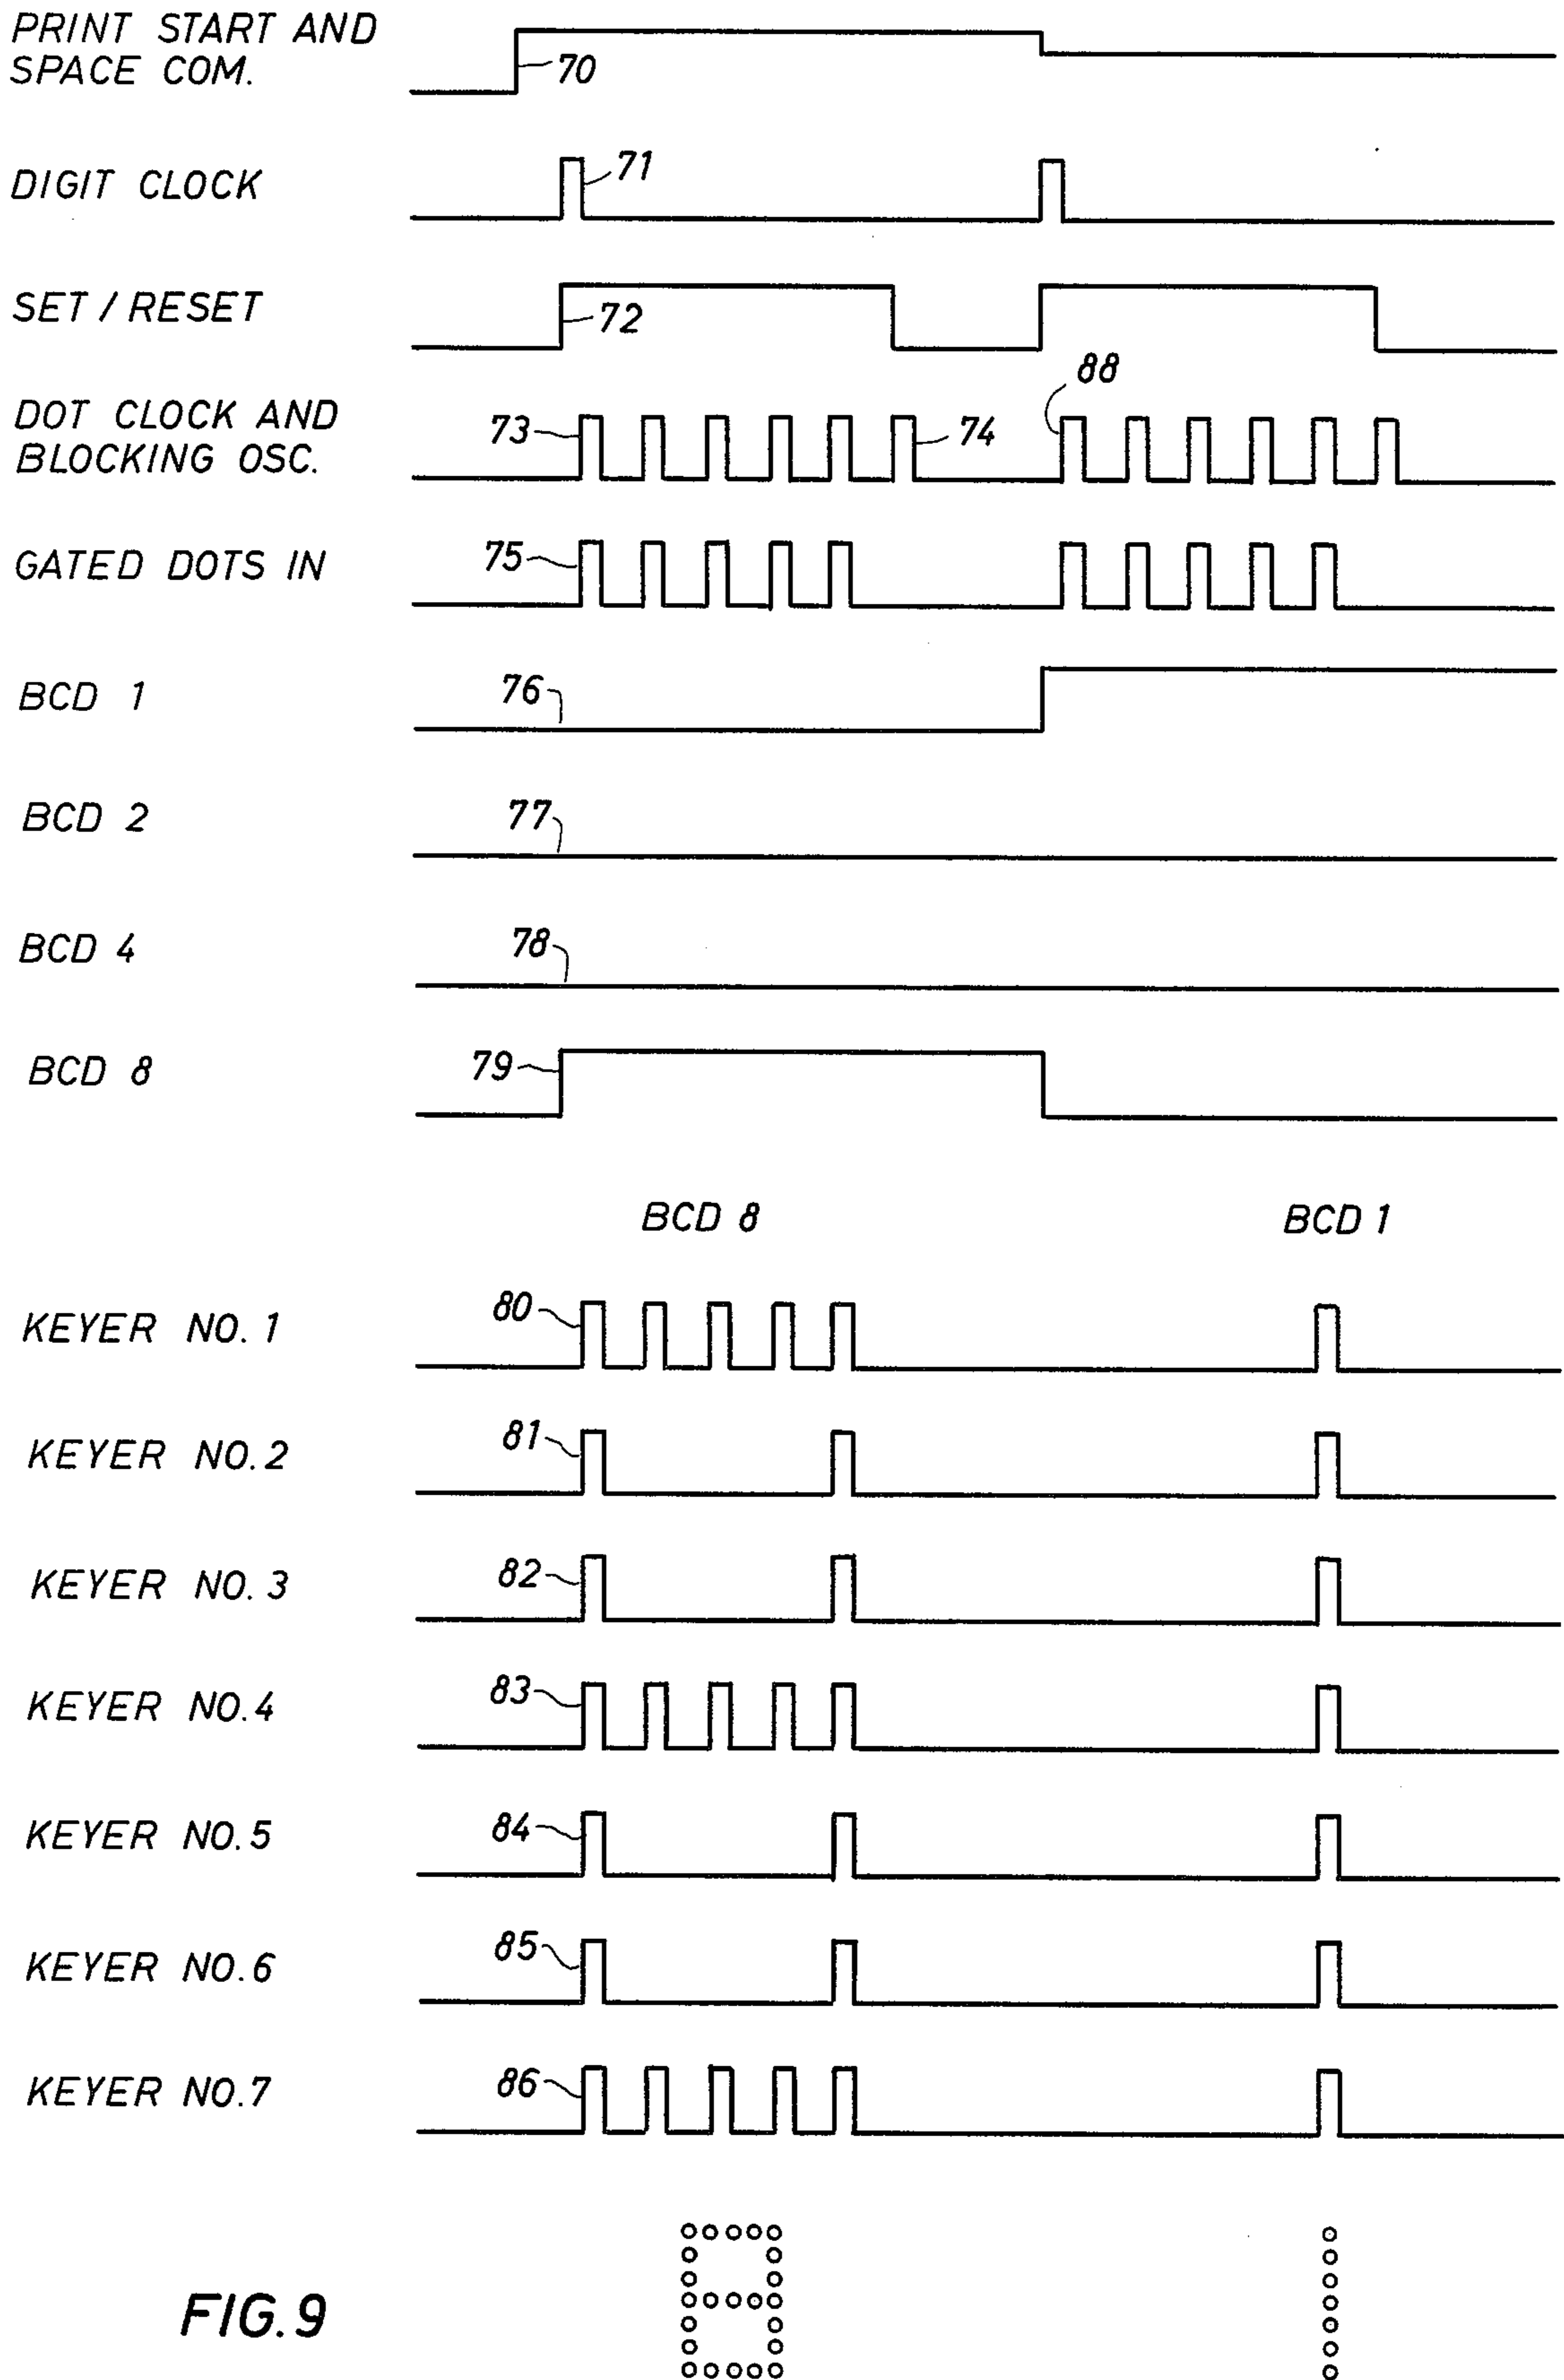 PRINT START AND
SPACE COM.
70
DIGIT CLOCK
71
SET / RESET
72
DOT CLOCK AND
BLOCKING OSC.
73
74
88
GATED DOTS IN
75
BCD 1
76
BCD 2
77
BCD 4
78
BCD 8
79
BCD 8
BCD 1
KEYER NO. 1
80
KEYER NO. 2
81
KEYER NO. 3
82
KEYER NO. 4
83
KEYER NO. 5
84
KEYER NO. 6
85
KEYER NO. 7
86
FIG. 9
8
1